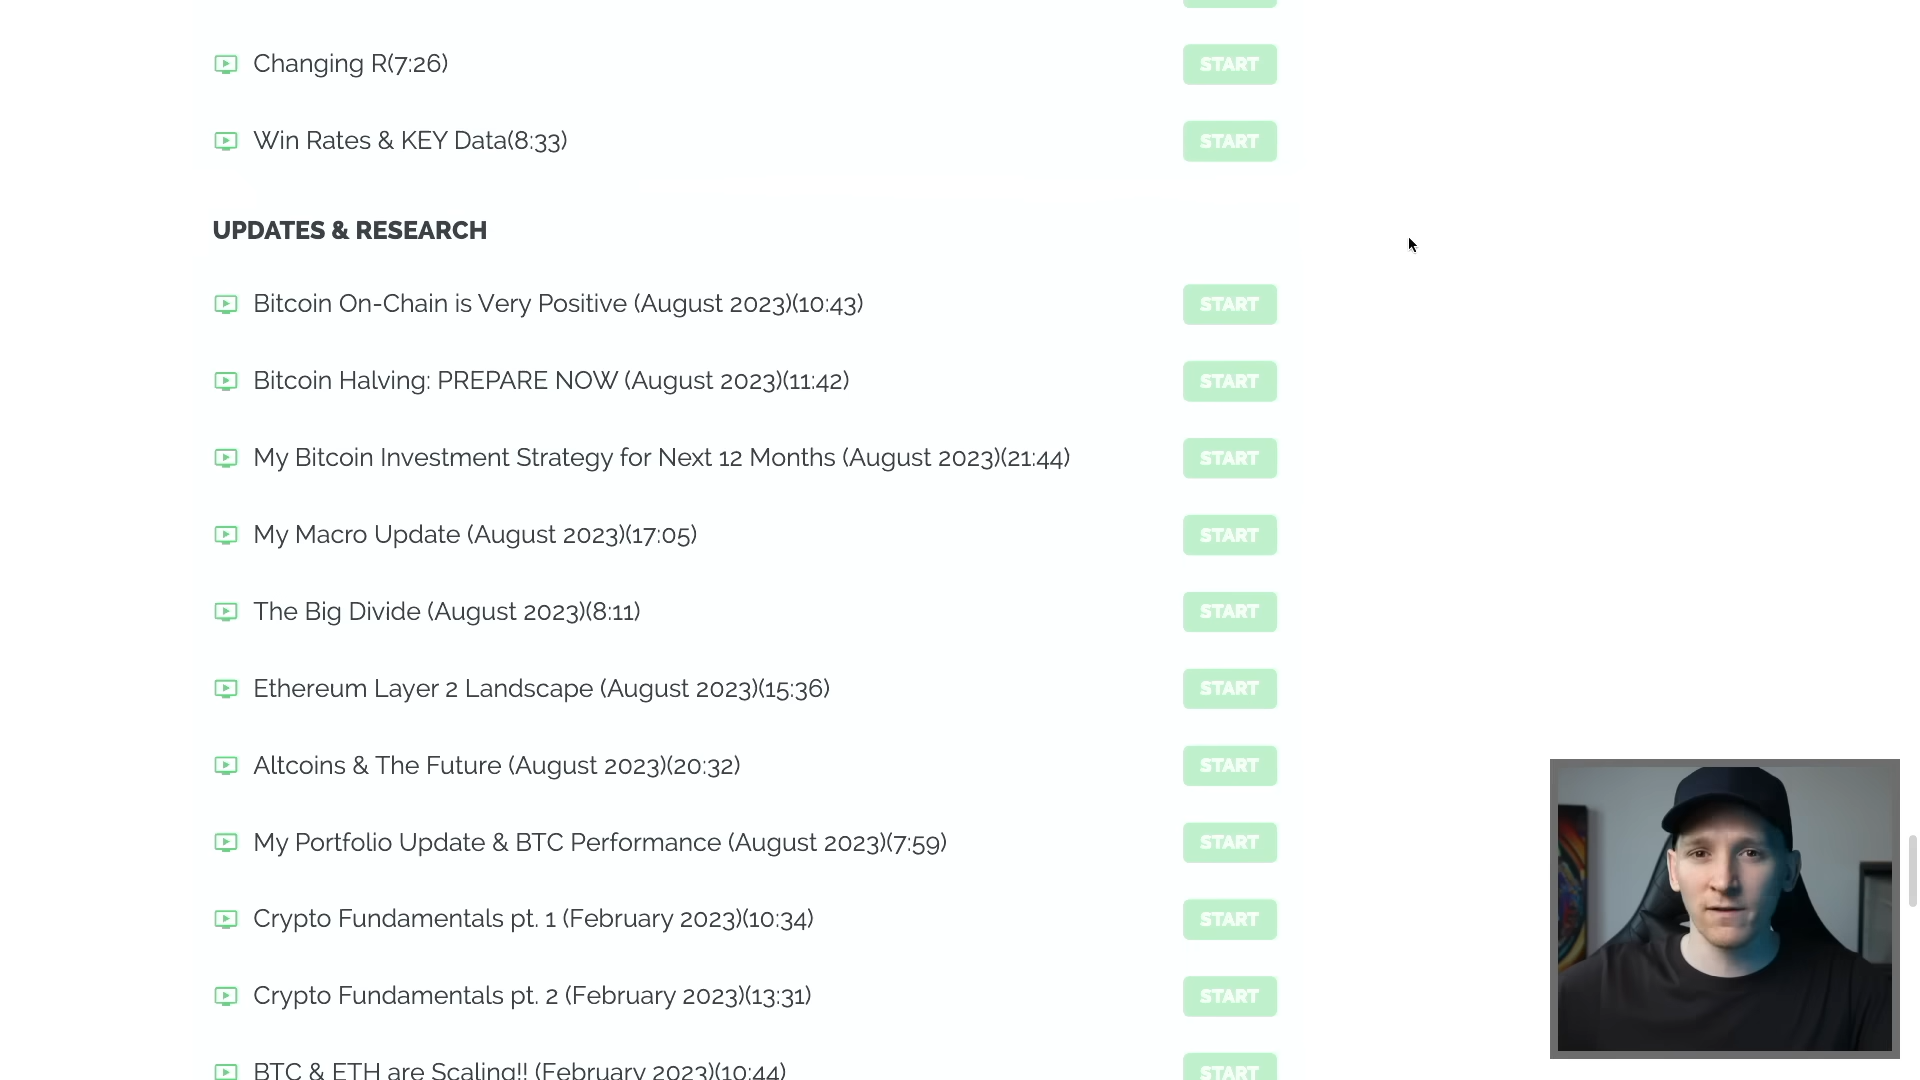 Changing R(7:26)
START
Win Rates & KEY Data(8:33)
START
UPDATES & RESEARCH
Bitcoin On-Chain is Very Positive (August 2023)(10:43)
START
Bitcoin Halving: PREPARE NOW (August 2023)(11:42)
START
My Bitcoin Investment Strategy for Next 12 Months (August 2023)(21:44)
START
My Macro Update (August 2023)(17:05)
START
The Big Divide (August 2023)(8:11)
START
Ethereum Layer 2 Landscape (August 2023)(15:36)
START
Altcoins & The Future (August 2023)(20:32)
START
My Portfolio Update & BTC Performance (August 2023)(7:59)
START
Crypto Fundamentals pt. 1 (February 2023)(10:34)
START
Crypto Fundamentals pt. 2 (February 2023)(13:31)
START
BTC & ETH are Scaling!! (February 2023)(10:44)
START